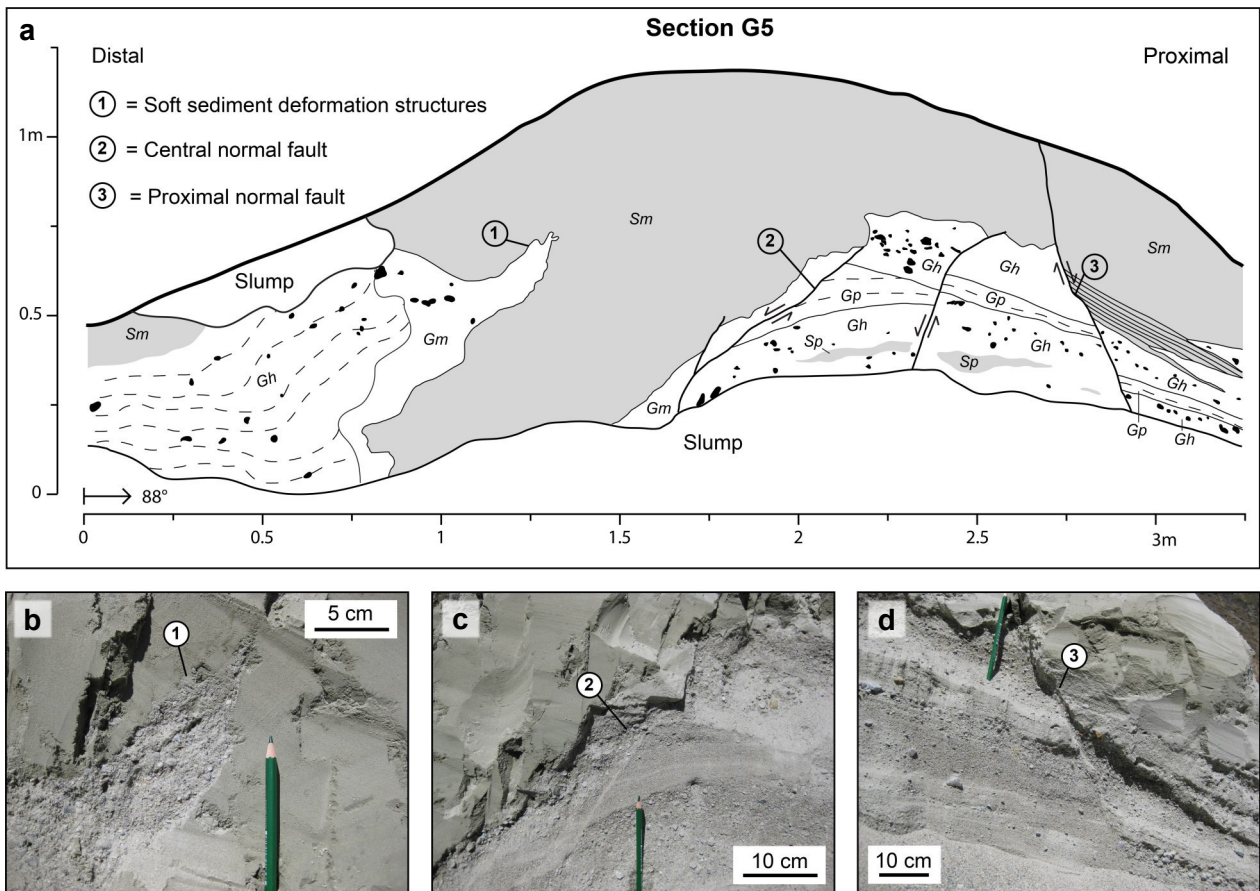 a
Section G5
Distal
Proximal
1 = Soft sediment deformation structures
2 = Central normal fault
3 = Proximal normal fault
1m
0.5
0
Slump
Sm
Gh
Gm
1
Sm
2
Gh
Gh
Gp
Gp
Gh
Sp
Gh
Sp
Gm
Slump
3
Sm
Gh
Gp
Gh
88°
0
0.5
1
1.5
2
2.5
3m
b
1
5 cm
c
2
10 cm
d
3
10 cm